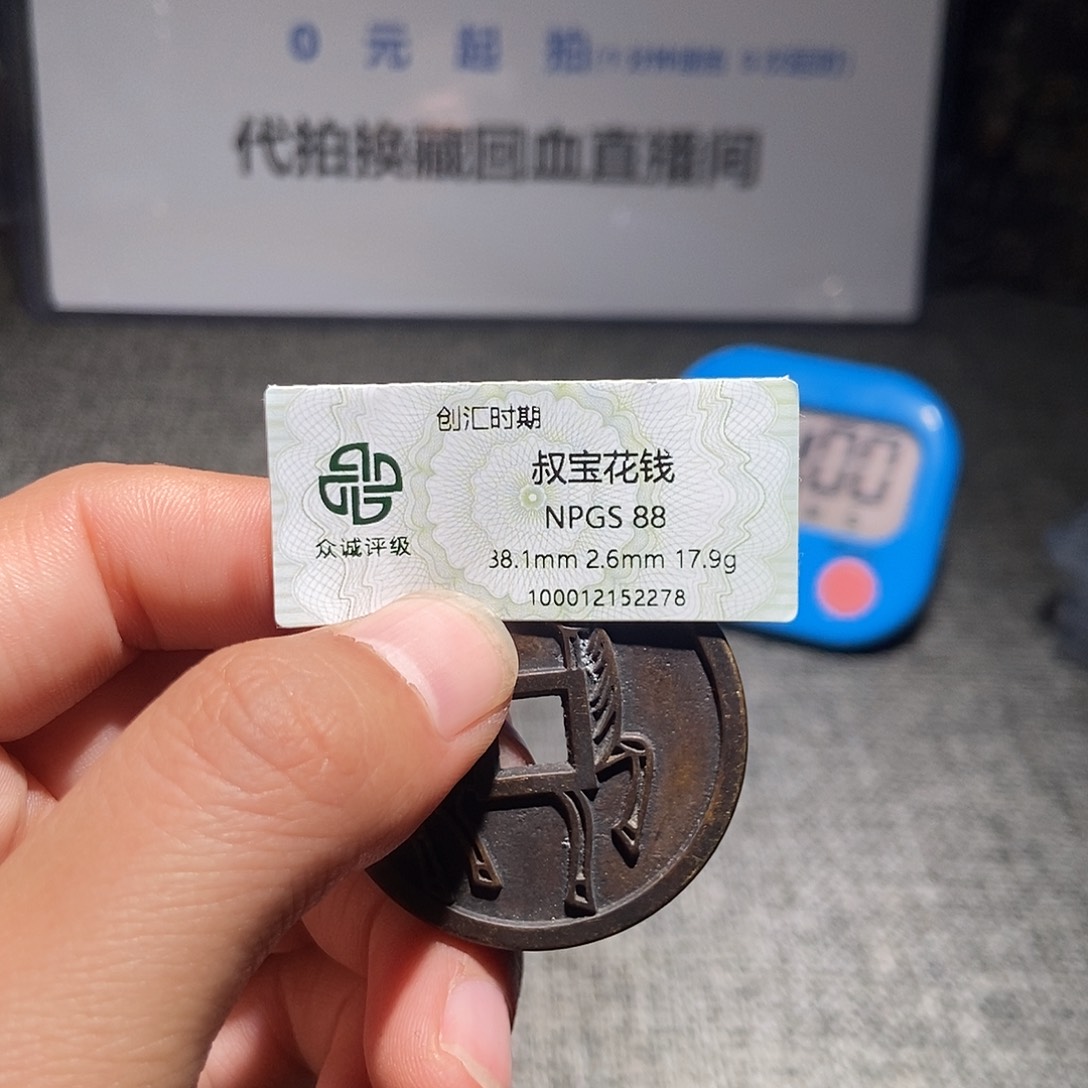 0 元 起 拍
代拍换藏回血直播间
创汇时期
叔宝花钱
NPGS 88
众诚评级
38.1mm 2.6mm 17.9g
100012152278
00